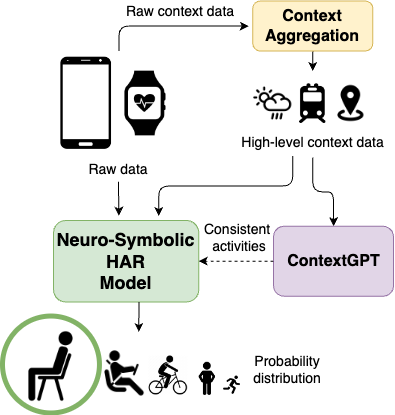 Raw context data
Context
Aggregation
High-level context data
Raw data
Neuro-Symbolic
HAR
Model
Consistent
activities
ContextGPT
Probability
distribution